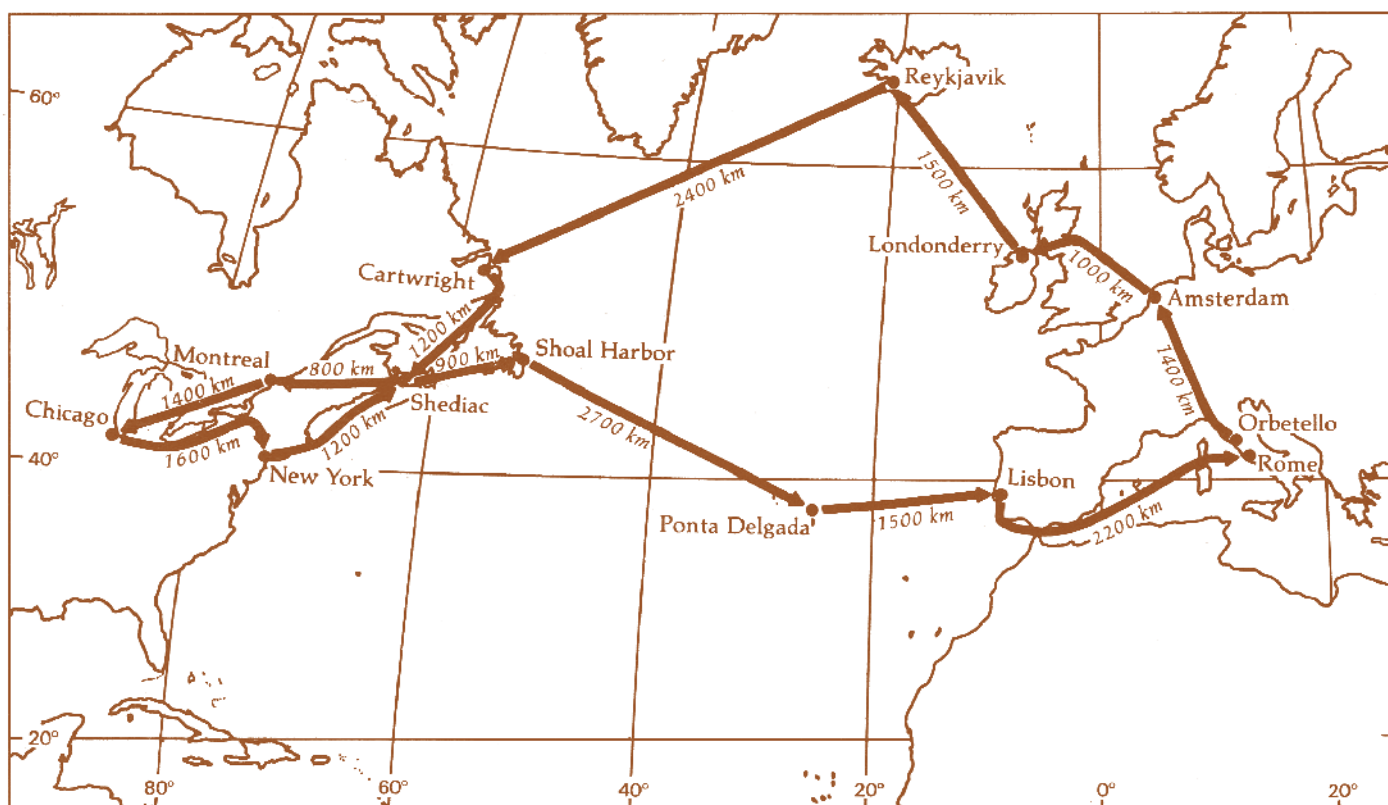 Reykjavik
60°
2400 km
1500 km
Londonderry
1000 km
Cartwright
Amsterdam
1200 km
Shoal Harbor
Montreal
800 km
900 km
1400 km
1400 km
Shediac
Chicago
2700 km
Orbetello
1600 km
1200 km
40°
New York
Rome
Lisbon
Ponta Delgada
1500 km
2200 km
20°
80°
60°
40°
20°
0°
20°